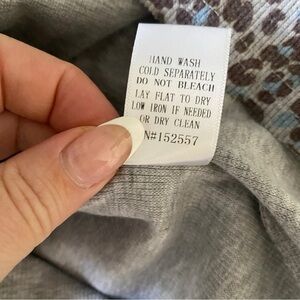 HAND WASH
COLD SEPARATELY
DO NOT BLEACH
LAY FLAT TO DRY
LOW IRON IF NEEDED
OR DRY CLEAN
N#152557